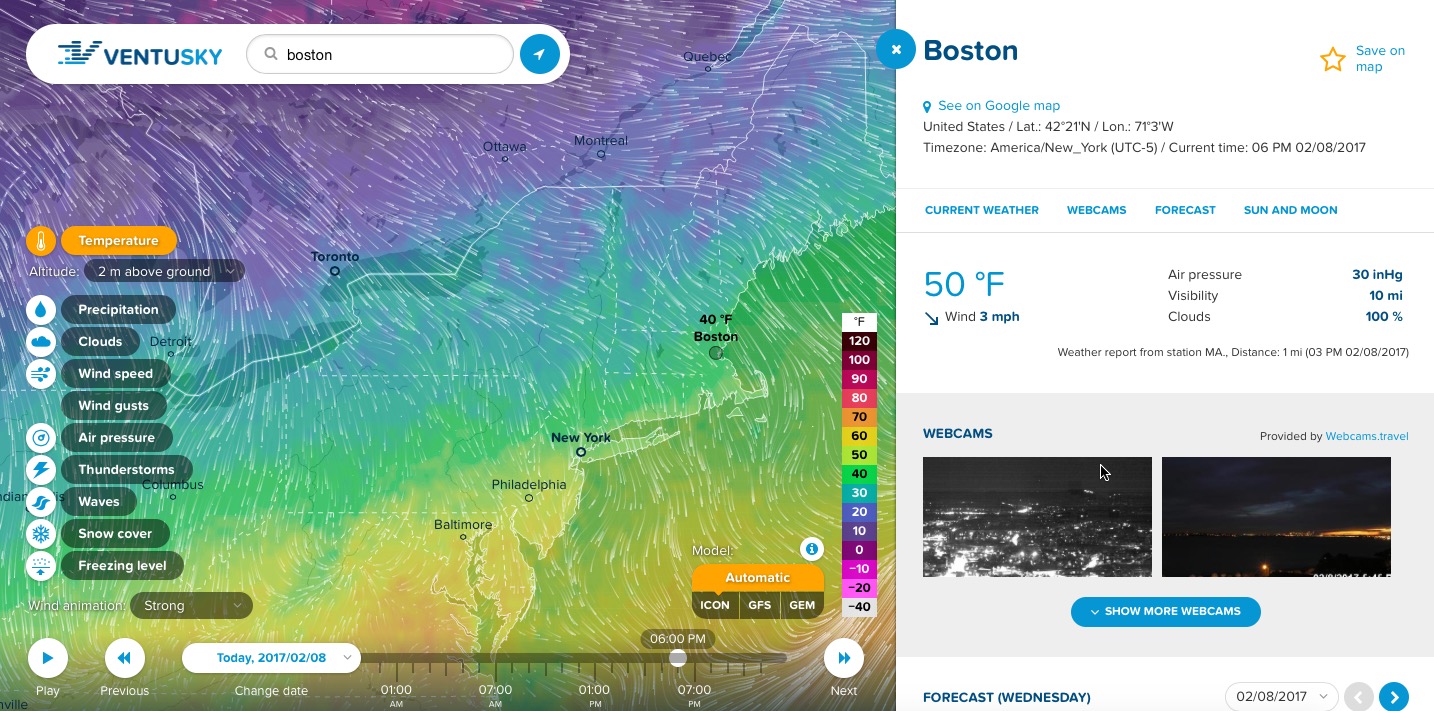 VENTUSKY
boston
Quebec
Ottawa
Montreal
Temperature
Altitude: 2 m above ground
Toronto
Precipitation
Clouds
Detroit
Wind speed
Wind gusts
Air pressure
Thunderstorms
Columbus
Waves
Snow cover
Freezing level
Wind animation: Strong
40 °F
Boston
New York
Philadelphia
Baltimore
°F
120
100
90
80
70
60
50
40
30
20
10
0
−10
−20
−40
Model:
Automatic
ICON GFS GEM
06:00 PM
Today, 2017/02/08
Play
Previous
Change date
01:00 AM
07:00 AM
01:00 PM
07:00 PM
Next
Boston
Save on
map
See on Google map
United States / Lat.: 42°21'N / Lon.: 71°3'W
Timezone: America/New_York (UTC-5) / Current time: 06 PM 02/08/2017
CURRENT WEATHER WEBCAMS FORECAST SUN AND MOON
50 °F
Wind 3 mph
Air pressure 30 inHg
Visibility 10 mi
Clouds 100 %
Weather report from station MA., Distance: 1 mi (03 PM 02/08/2017)
WEBCAMS
Provided by Webcams.travel
SHOW MORE WEBCAMS
FORECAST (WEDNESDAY)
02/08/2017